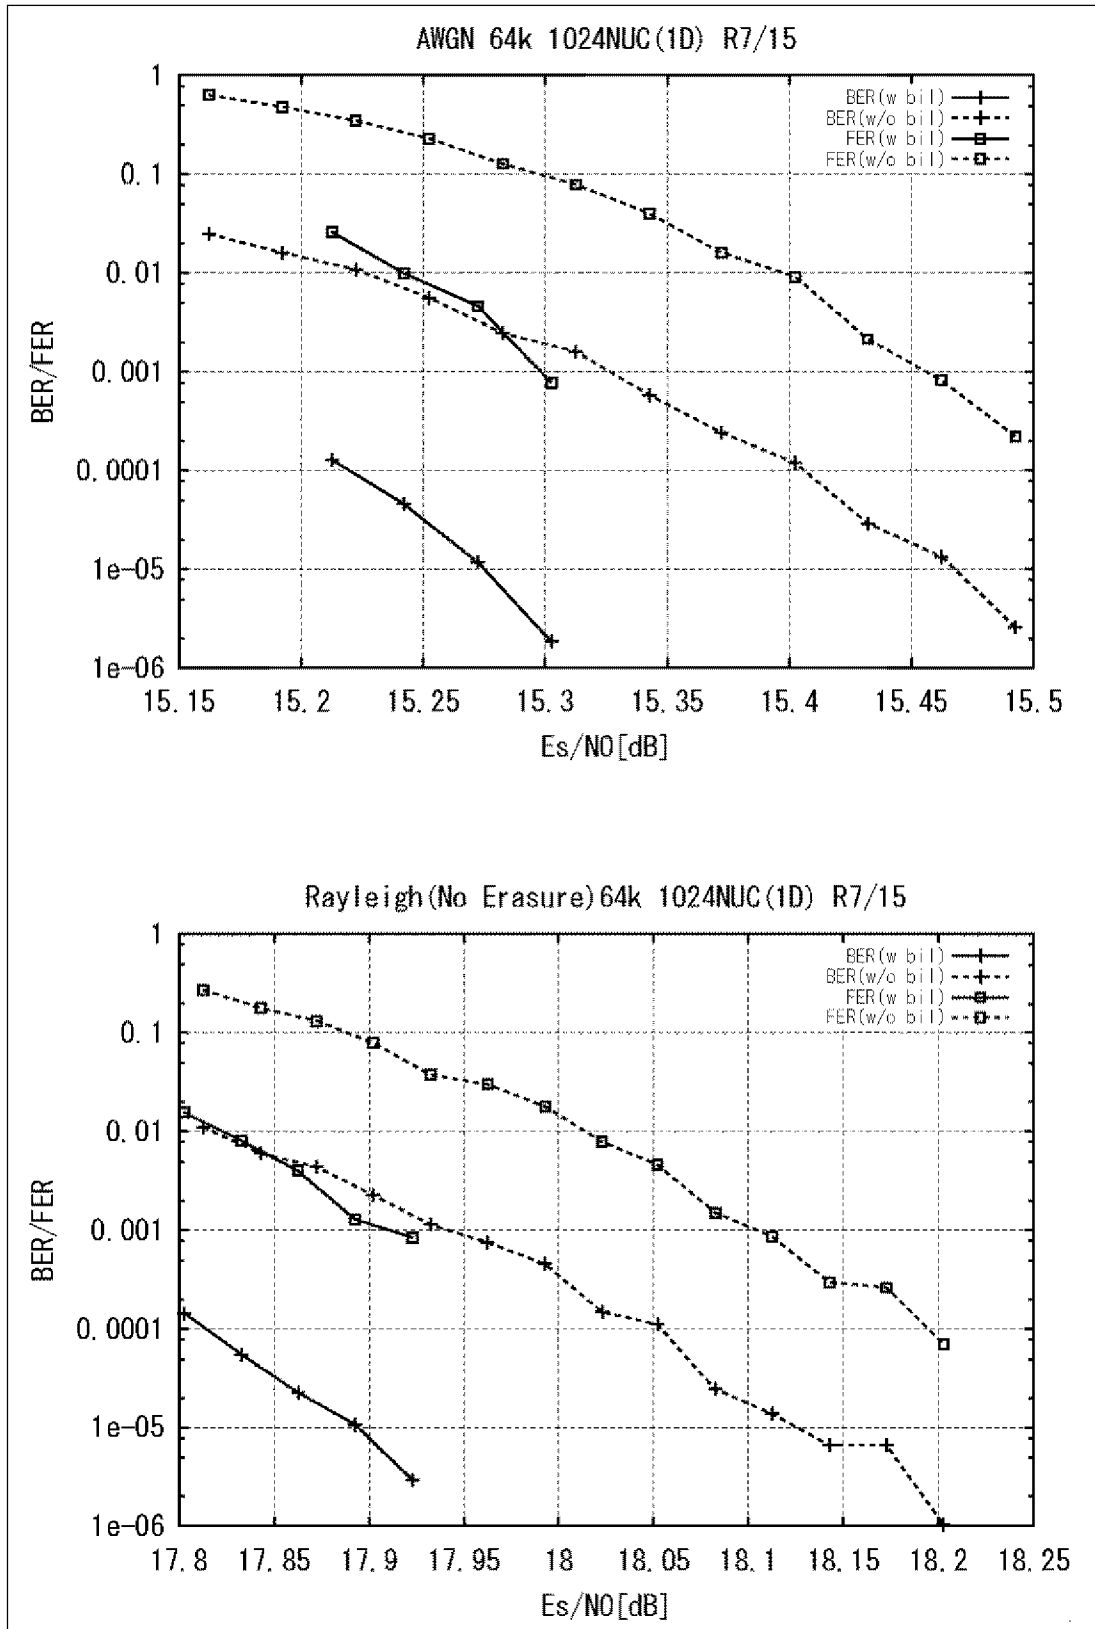 AWGN 64k 1024NUC(1D) R7/15
BER(w bil)
BER(w/o bil)
FER(w bil)
FER(w/o bil)
1
0.1
0.01
0.001
0.0001
1e-05
1e-06
BER/FER
15.15 15.2 15.25 15.3 15.35 15.4 15.45 15.5
Es/N0[dB]
Rayleigh(No Erasure)64k 1024NUC(1D) R7/15
BER(w bil)
BER(w/o bil)
FER(w bil)
FER(w/o bil)
1
0.1
0.01
0.001
0.0001
1e-05
1e-06
BER/FER
17.8 17.85 17.9 17.95 18 18.05 18.1 18.15 18.2 18.25
Es/N0[dB]